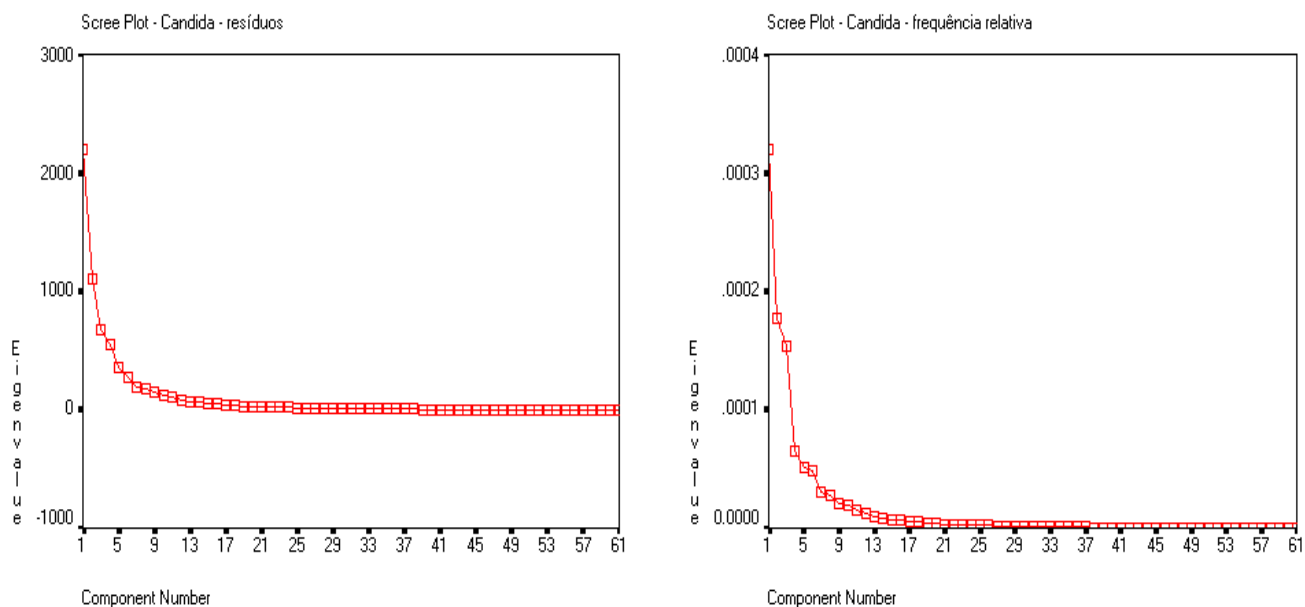 Scree Plot - Candida - resíduos
3000
2000
1000
0
-1000
Eigenvalue
1 5 9 13 17 21 25 29 33 37 41 45 49 53 57 61
Component Number
Scree Plot - Candida - frequência relativa
.0004
.0003
.0002
.0001
0.0000
Eigenvalue
1 5 9 13 17 21 25 29 33 37 41 45 49 53 57 61
Component Number